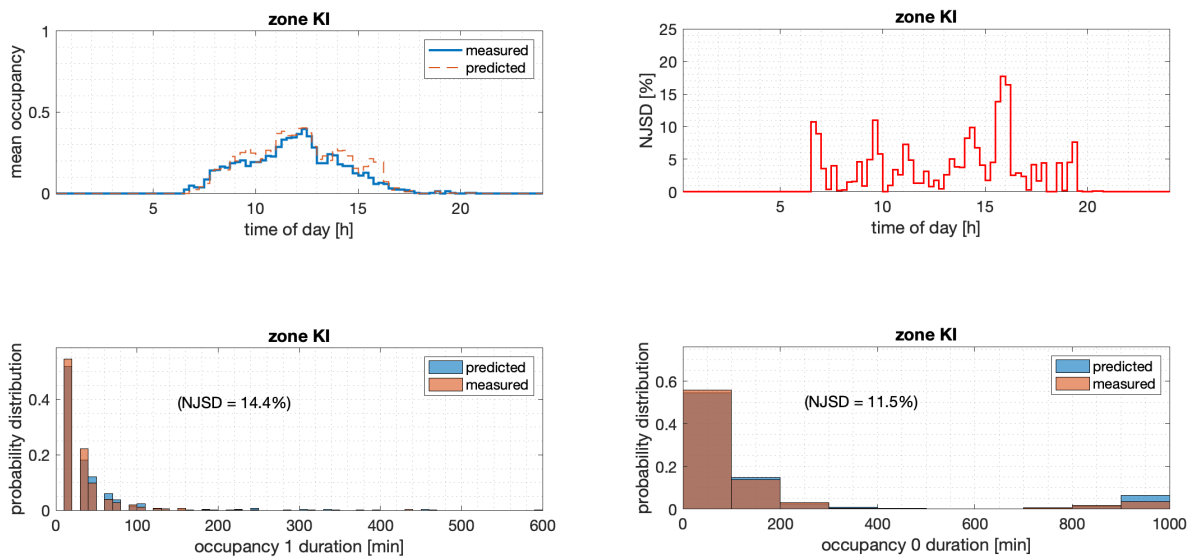 zone KI
mean occupancy
1
0.5
0
measured
predicted
5
10
15
20
time of day [h]
zone KI
NJSD [%]
25
20
15
10
5
0
5
10
15
20
time of day [h]
zone KI
probability distribution
0.4
0.2
0
(NJSD = 14.4%)
predicted
measured
0
100
200
300
400
500
600
occupancy 1 duration [min]
zone KI
probability distribution
0.6
0.4
0.2
0
(NJSD = 11.5%)
predicted
measured
0
200
400
600
800
1000
occupancy 0 duration [min]